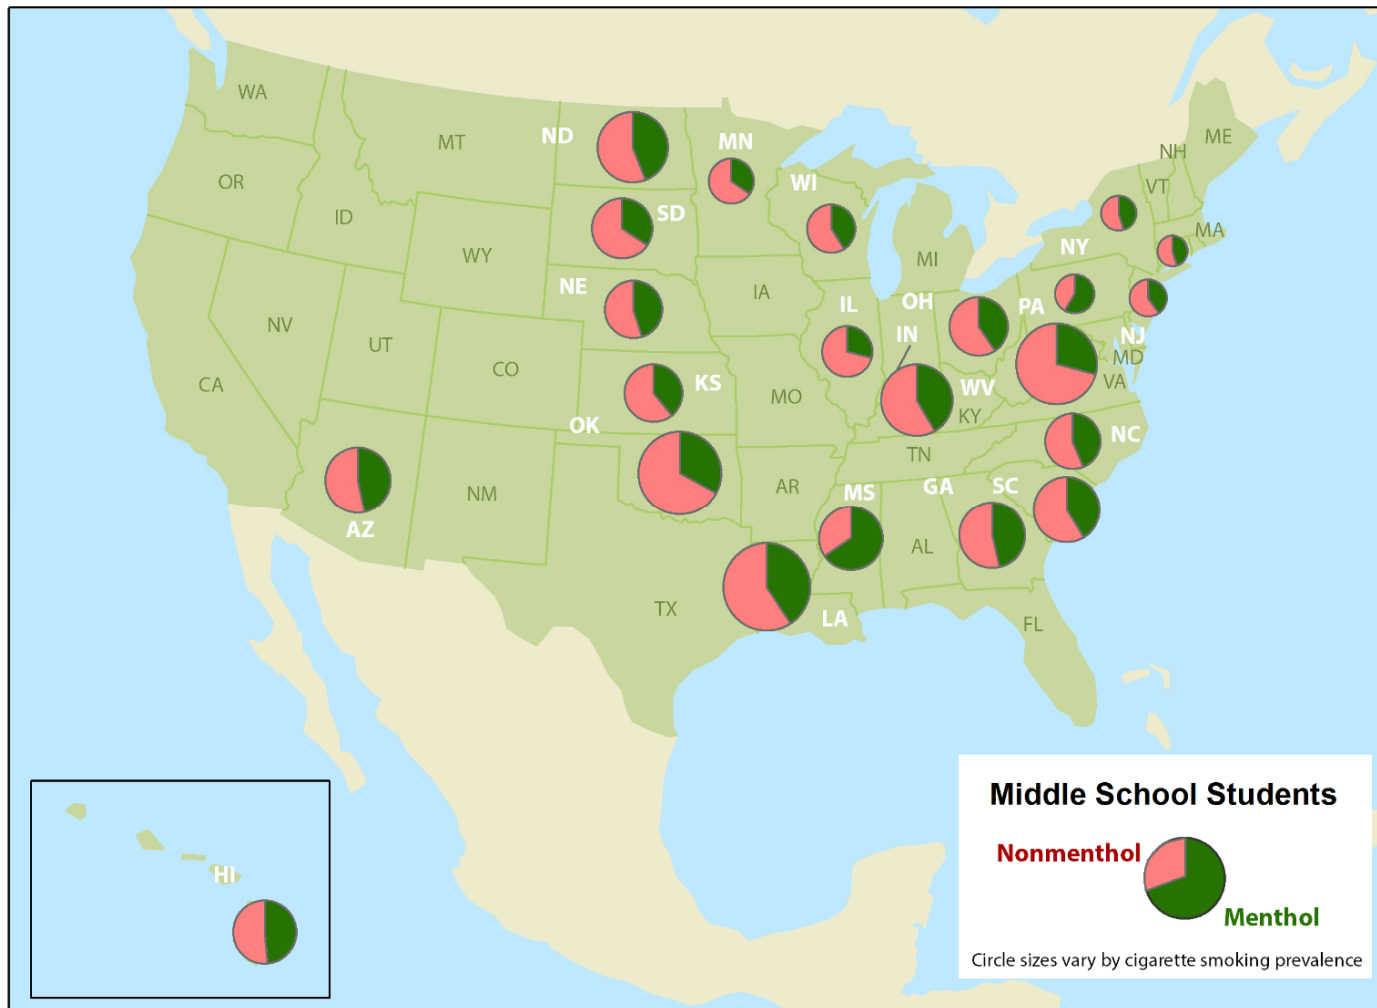 WA
MT
ND
MN
ME
NH
VT
OR
ID
SD
WI
MA
WY
MI
NY
NE
IA
IL
OH
PA
NV
UT
CO
IN
NJ
MD
CA
KS
MO
WV
VA
KY
OK
NC
TN
AZ
NM
AR
MS
GA
SC
AL
TX
LA
FL
HI
Middle School Students
Nonmenthol
Menthol
Circle sizes vary by cigarette smoking prevalence